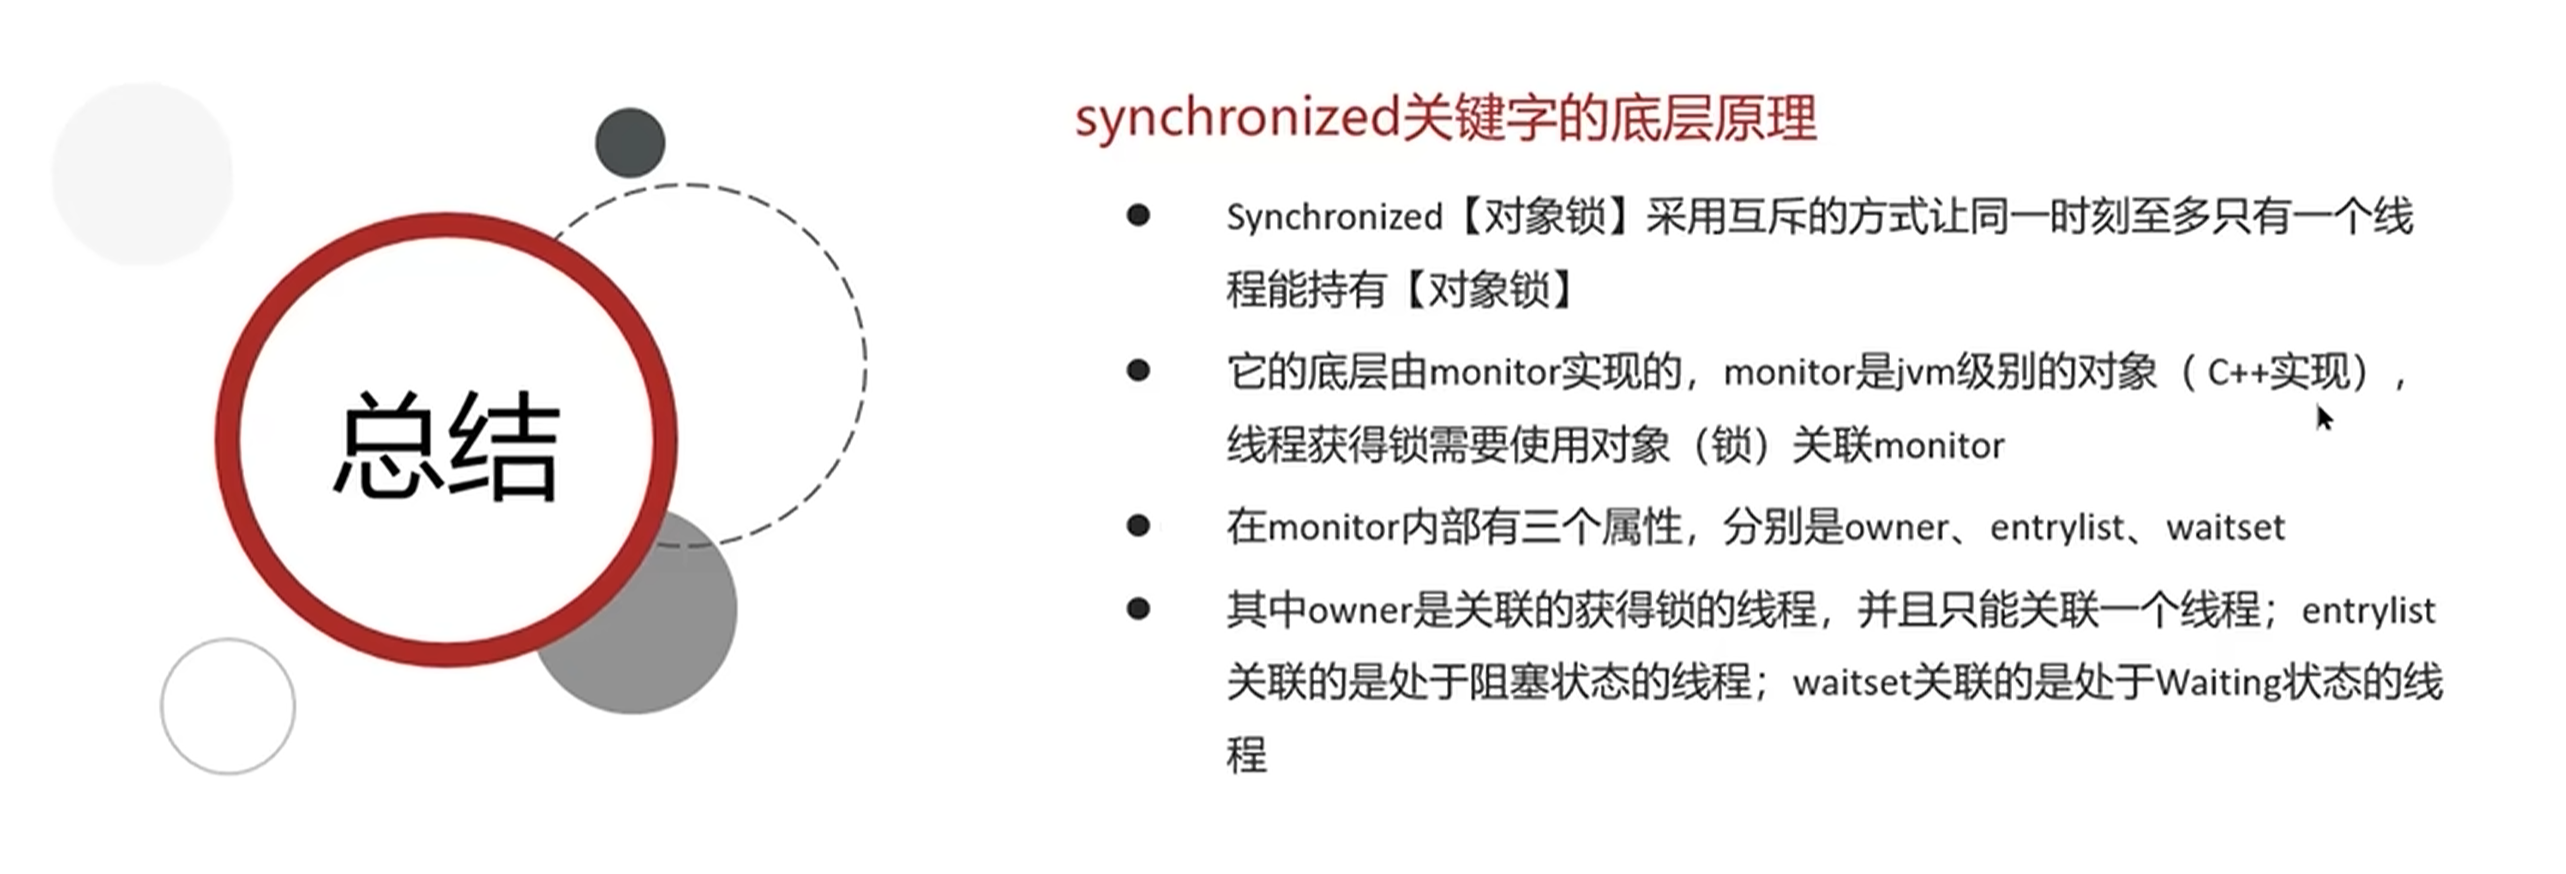 总结
synchronized关键字的底层原理
Synchronized【对象锁】采用互斥的方式让同一时刻至多只有一个线
程能持有【对象锁】
它的底层由monitor实现的，monitor是jvm级别的对象（ C++实现），
线程获得锁需要使用对象（锁）关联monitor
在monitor内部有三个属性，分别是owner、entrylist、waitset
其中owner是关联的获得锁的线程，并且只能关联一个线程；entrylist
关联的是处于阻塞状态的线程；waitset关联的是处于Waiting状态的线
程